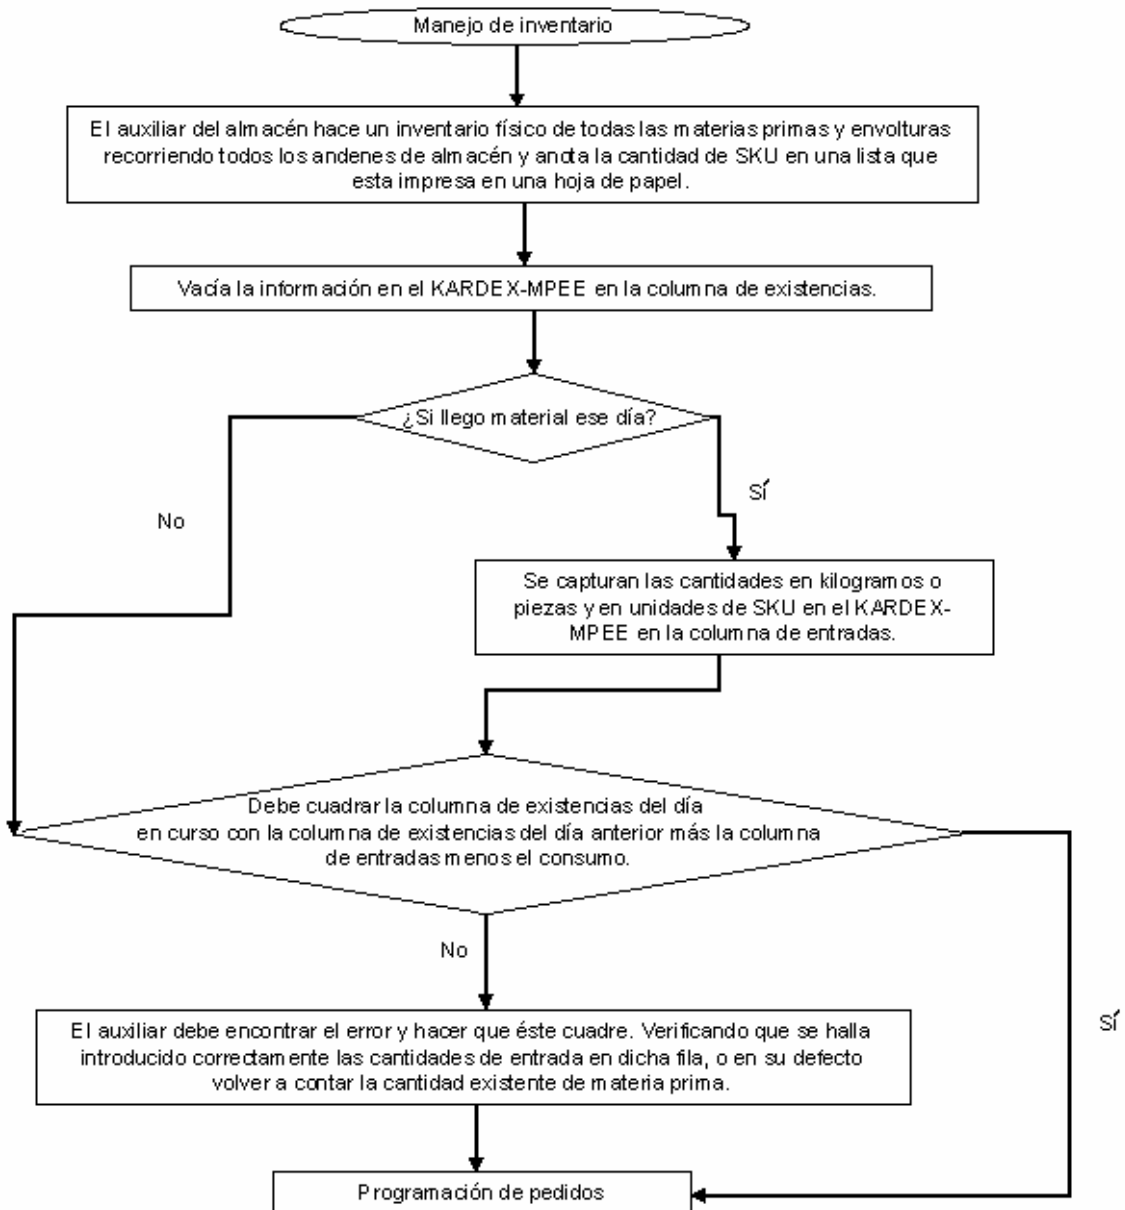 Manejo de inventario
El auxiliar del almacén hace un inventario físico de todas las materias primas y envolturas
recorriendo todos los andenes de almacén y anota la cantidad de SKU en una lista que
esta impresa en una hoja de papel.
Vacía la información en el KARDEX-MPEE en la columna de existencias.
¿Si llego material ese día?
No
Sí
Se capturan las cantidades en kilogramos o
piezas y en unidades de SKU en el KARDEX-
MPEE en la columna de entradas.
Debe cuadrar la columna de existencias del día
en curso con la columna de existencias del día anterior más la columna
de entradas menos el consumo.
No
Sí
El auxiliar debe encontrar el error y hacer que éste cuadre. Verificando que se halla
introducido correctamente las cantidades de entrada en dicha fila, o en su defecto
volver a contar la cantidad existente de materia prima.
Programación de pedidos